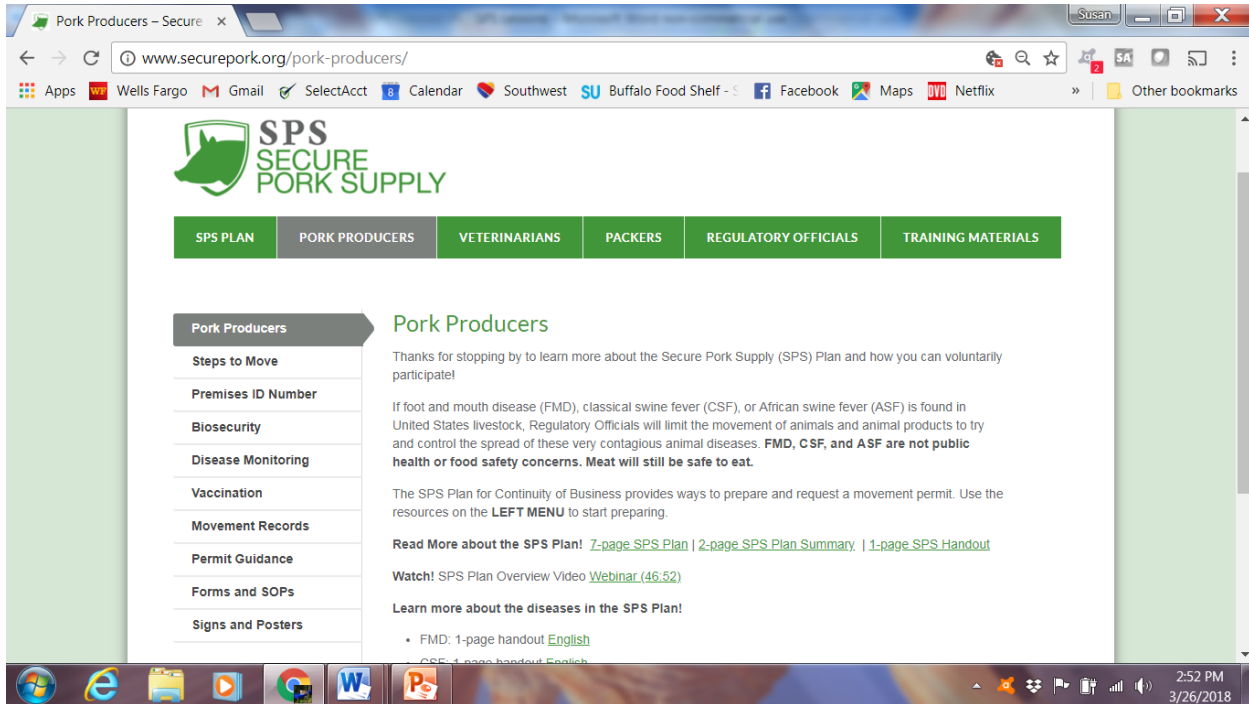 Pork Producers – Secure
Susan
www.securepork.org/pork-producers/
2
SA
Apps WF Wells Fargo Gmail SelectAcct 8 Calendar Southwest SU Buffalo Food Shelf - S Facebook Maps DVD Netflix » Other bookmarks
SPS
SECURE
PORK SUPPLY
SPS PLAN PORK PRODUCERS VETERINARIANS PACKERS REGULATORY OFFICIALS TRAINING MATERIALS
Pork Producers
Steps to Move
Premises ID Number
Biosecurity
Disease Monitoring
Vaccination
Movement Records
Permit Guidance
Forms and SOPs
Signs and Posters
Pork Producers
Thanks for stopping by to learn more about the Secure Pork Supply (SPS) Plan and how you can voluntarily
participate!
If foot and mouth disease (FMD), classical swine fever (CSF), or African swine fever (ASF) is found in
United States livestock, Regulatory Officials will limit the movement of animals and animal products to try
and control the spread of these very contagious animal diseases. FMD, CSF, and ASF are not public
health or food safety concerns. Meat will still be safe to eat.
The SPS Plan for Continuity of Business provides ways to prepare and request a movement permit. Use the
resources on the LEFT MENU to start preparing.
Read More about the SPS Plan! 7-page SPS Plan | 2-page SPS Plan Summary | 1-page SPS Handout
Watch! SPS Plan Overview Video Webinar (46:52)
Learn more about the diseases in the SPS Plan!
• FMD: 1-page handout English
CSF: 1-page handout English
2:52 PM
3/26/2018